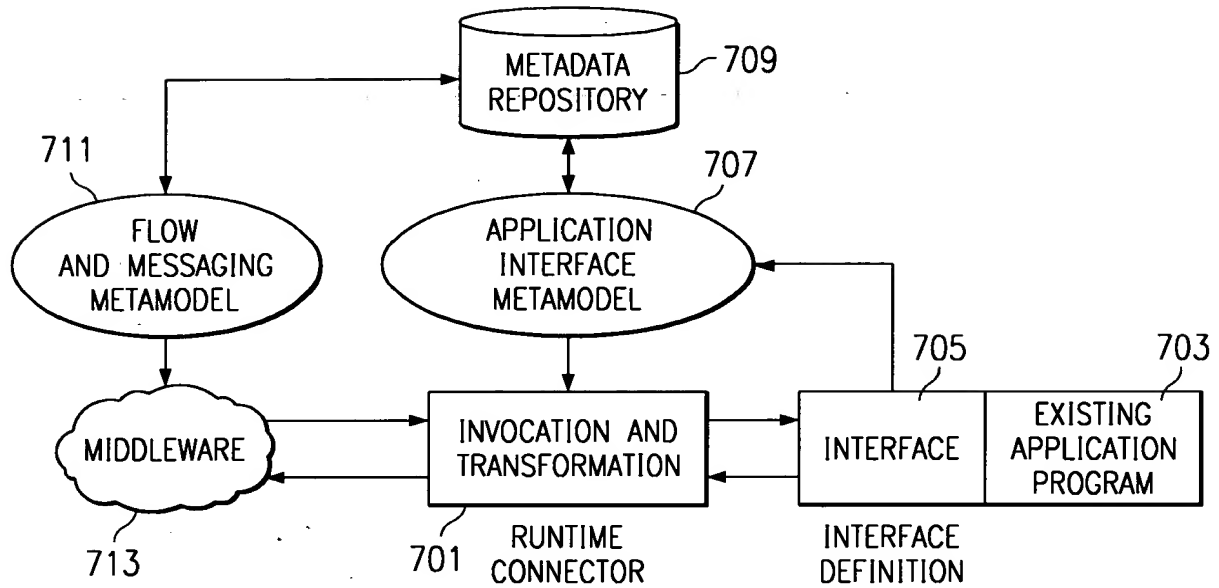 METADATA
REPOSITORY
709
711
707
FLOW
AND MESSAGING
METAMODEL
APPLICATION
INTERFACE
METAMODEL
705
703
MIDDLEWARE
INVOCATION AND
TRANSFORMATION
INTERFACE
EXISTING
APPLICATION
PROGRAM
713
701
RUNTIME
CONNECTOR
INTERFACE
DEFINITION